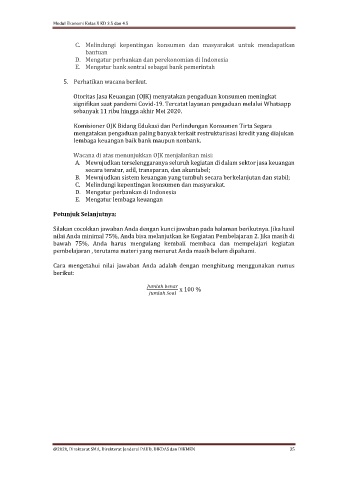 Modul Ekonomi Kelas X KD 3.5 dan 4.5
C. Melindungi kepentingan konsumen dan masyarakat untuk mendapatkan
bantuan
D. Mengatur perbankan dan perekonomian di Indonesia
E. Mengatur bank sentral sebagai bank pemerintah
5. Perhatikan wacana berikut.
Otoritas Jasa Keuangan (OJK) menyatakan pengaduan konsumen meningkat
signifikan saat pandemi Covid-19. Tercatat layanan pengaduan melalui Whatsapp
sebanyak 11 ribu hingga akhir Mei 2020.
Komisioner OJK Bidang Edukasi dan Perlindungan Konsumen Tirta Segara
mengatakan pengaduan paling banyak terkait restrukturisasi kredit yang diajukan
lembaga keuangan baik bank maupun nonbank.
Wacana di atas menunjukkan OJK menjalankan misi;
A. Mewujudkan terselenggaranya seluruh kegiatan di dalam sektor jasa keuangan
secara teratur, adil, transparan, dan akuntabel;
B. Mewujudkan sistem keuangan yang tumbuh secara berkelanjutan dan stabil;
C. Melindungi kepentingan konsumen dan masyarakat.
D. Mengatur perbankan di Indonesia
E. Mengatur lembaga keuangan
Petunjuk Selanjutnya;
Silakan cocokkan jawaban Anda dengan kunci jawaban pada halaman berikutnya. Jika hasil
nilai Anda minimal 75%, Anda bisa melanjutkan ke Kegiatan Pembelajaran 2. Jika masih di
bawah 75%, Anda harus mengulang kembali membaca dan mempelajari kegiatan
pembelajaran , terutama materi yang menurut Anda masih belum dipahami.
Cara mengetahui nilai jawaban Anda adalah dengan menghitung menggunakan rumus
berikut:
jumlah benar
jumlah Soal x 100 %
@2020, Direktorat SMA, Direktorat Jenderal PAUD, DIKDAS dan DIKMEN 25